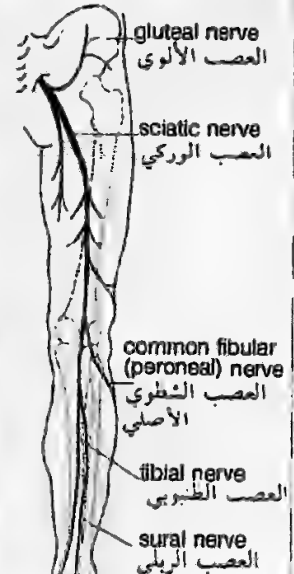 gluteal nerve
العصب الألوي
sciatic nerve
العصب الوركي
common fibular
(peroneal) nerve
العصب الشظوي
الأصلي
tibial nerve
العصب الظنبوبي
sural nerve
العصب الربلي